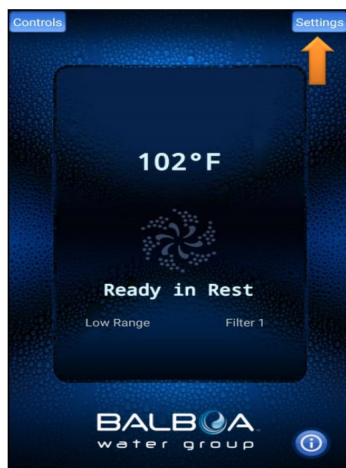 Controls Settings
102°F
Ready in Rest
Low Range Filter 1
BALBOA
water group
i